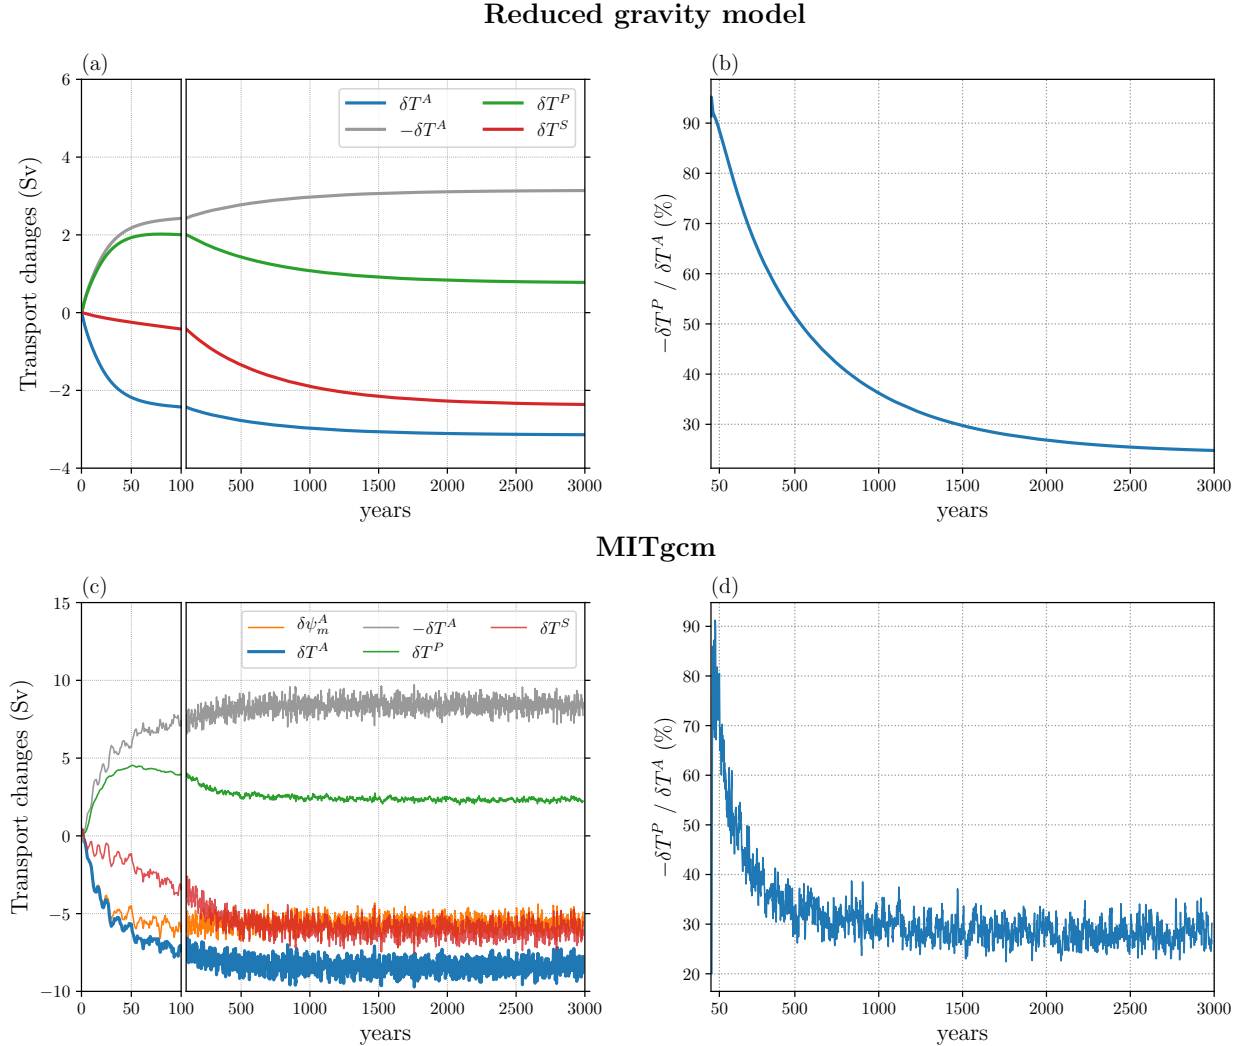 Reduced gravity model
(a)
Transport changes (Sv)
6
4
2
0
−2
−4
δT^A
−δT^A
δT^P
δT^S
0 50 100 500 1000 1500 2000 2500 3000
years
(b)
−δT^P / δT^A (%)
90
80
70
60
50
40
30
50 500 1000 1500 2000 2500 3000
years
MITgcm
(c)
Transport changes (Sv)
15
10
5
0
−5
−10
δψ_m^A
δT^A
−δT^A
δT^P
δT^S
0 50 100 500 1000 1500 2000 2500 3000
years
(d)
−δT^P / δT^A (%)
90
80
70
60
50
40
30
20
50 500 1000 1500 2000 2500 3000
years